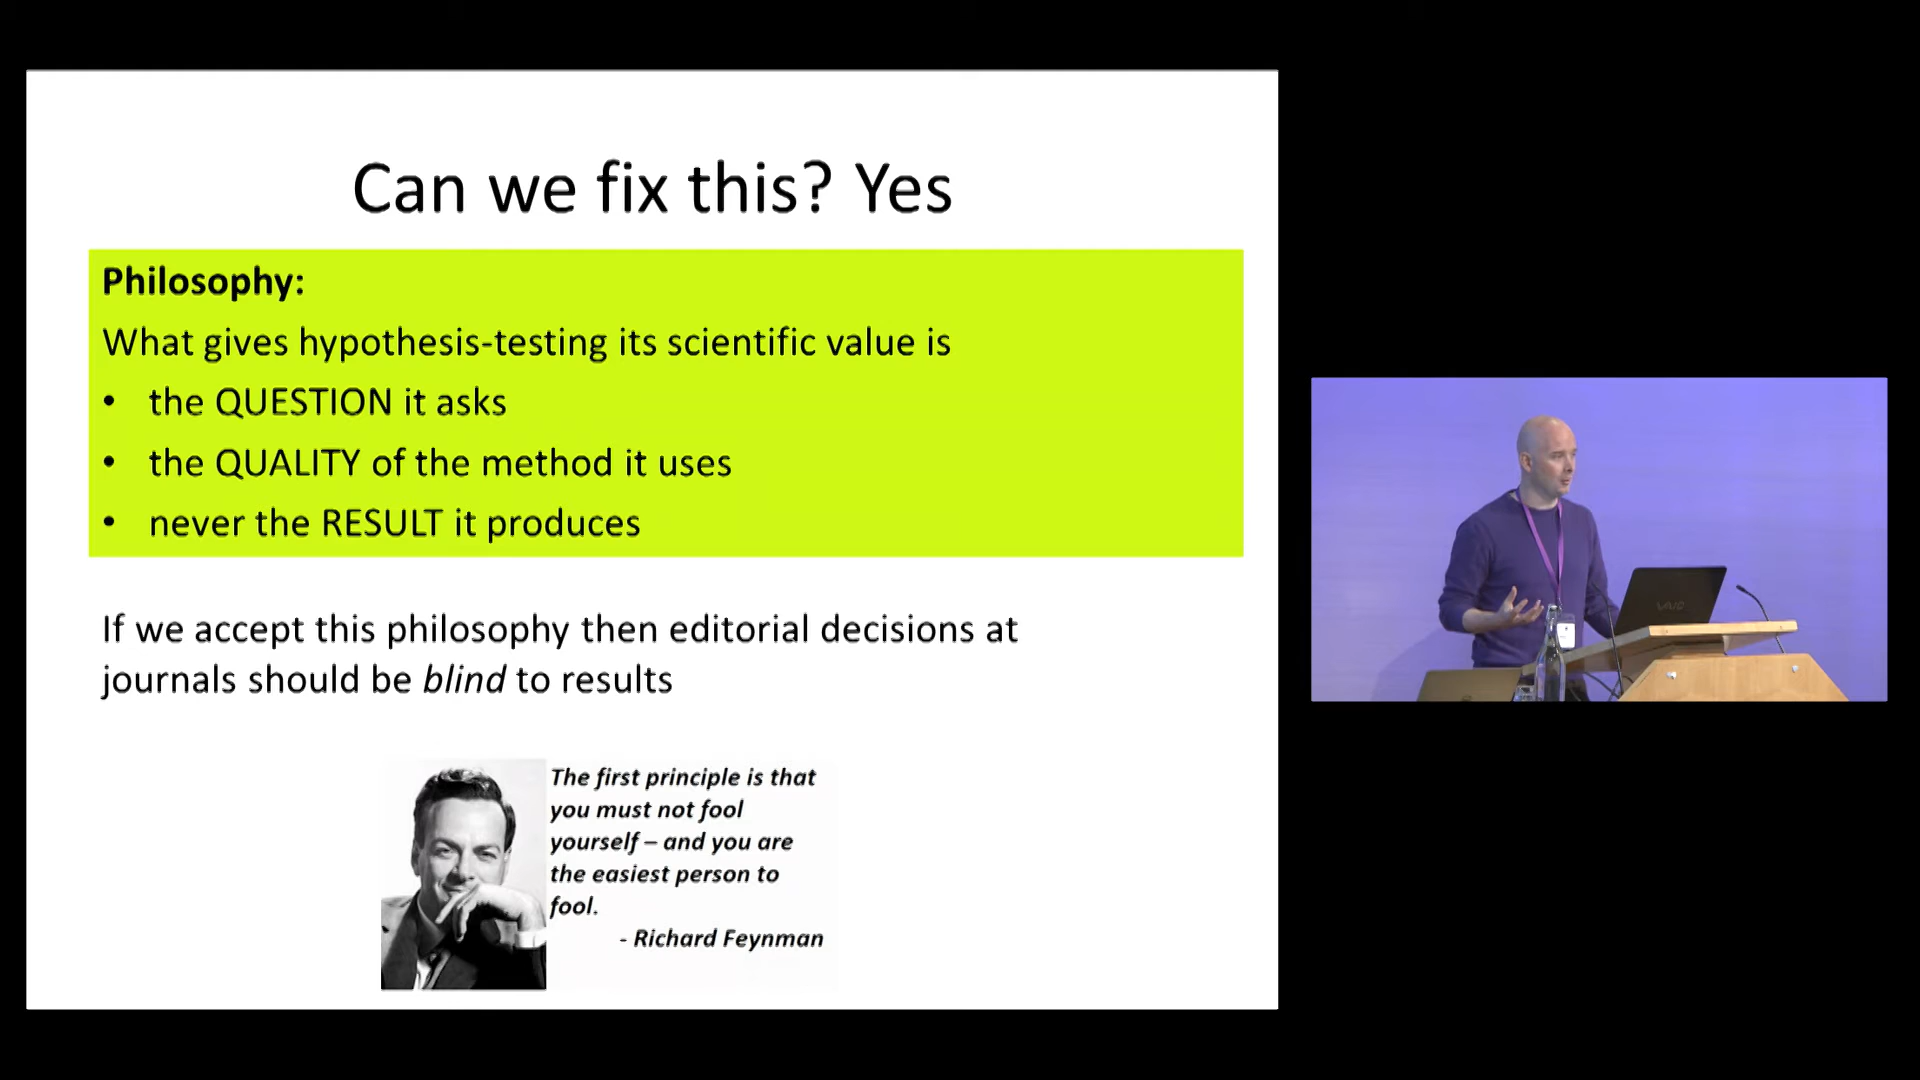 Can we fix this? Yes
Philosophy:
What gives hypothesis-testing its scientific value is
• the QUESTION it asks
• the QUALITY of the method it uses
• never the RESULT it produces
If we accept this philosophy then editorial decisions at
journals should be blind to results
The first principle is that
you must not fool
yourself – and you are
the easiest person to
fool.
- Richard Feynman
VAIO